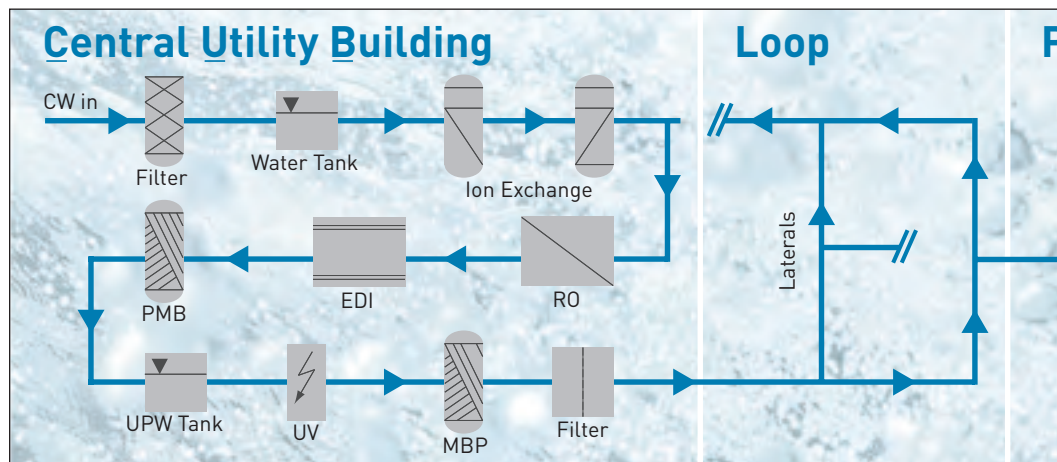 Central Utility Building
Loop
P
CW in
Filter
Water Tank
Ion Exchange
PMB
EDI
RO
Laterals
UPW Tank
UV
MBP
Filter